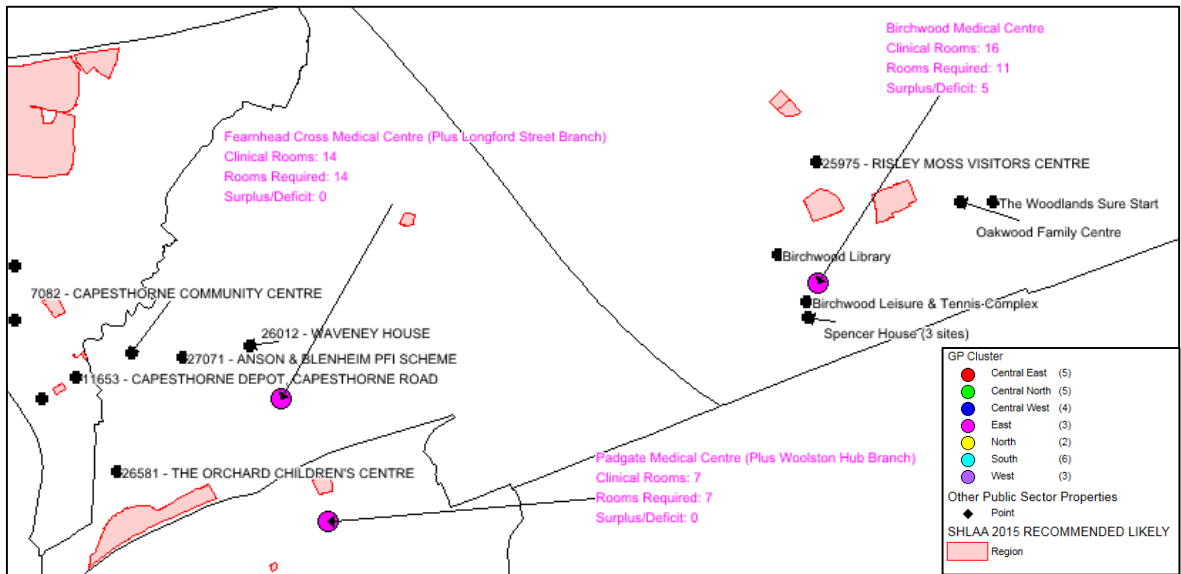 Birchwood Medical Centre
Clinical Rooms: 16
Rooms Required: 11
Surplus/Deficit: 5
Fearnhead Cross Medical Centre (Plus Longford Street Branch)
Clinical Rooms: 14
Rooms Required: 14
Surplus/Deficit: 0
25975 - RISLEY MOSS VISITORS CENTRE
The Woodlands Sure Start
Oakwood Family Centre
Birchwood Library
7082 - CAPESTHORNE COMMUNITY CENTRE
Birchwood Leisure & Tennis Complex
Spencer House (3 sites)
26012 - WAVENEY HOUSE
27071 - ANSON & BLENHEIM PFI SCHEME
11653 - CAPESTHORNE DEPOT, CAPESTHORNE ROAD
26581 - THE ORCHARD CHILDREN'S CENTRE
Padgate Medical Centre (Plus Woolston Hub Branch)
Clinical Rooms: 7
Rooms Required: 7
Surplus/Deficit: 0
GP Cluster
Central East (5)
Central North (5)
Central West (4)
East (3)
North (2)
South (6)
West (3)
Other Public Sector Properties
Point
SHLAA 2015 RECOMMENDED LIKELY
Region